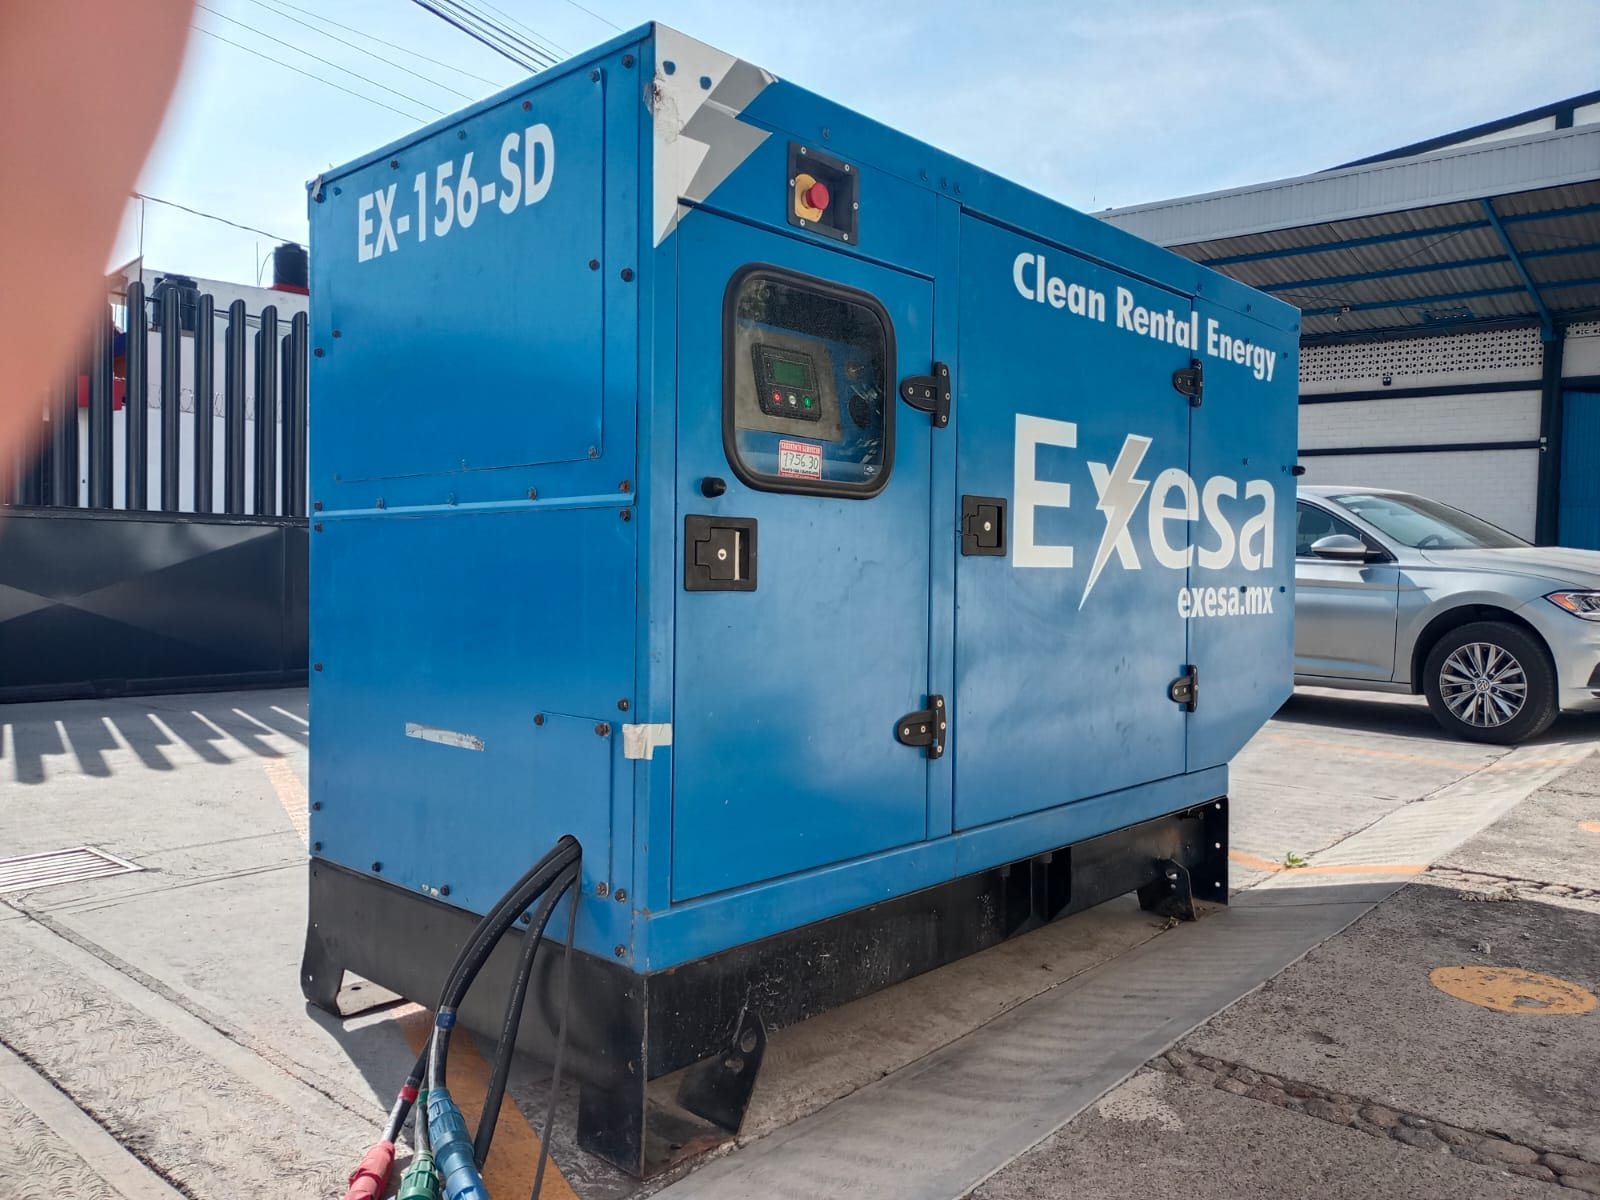 EX-156-SD
Clean Rental Energy
Exesa
exesa.mx